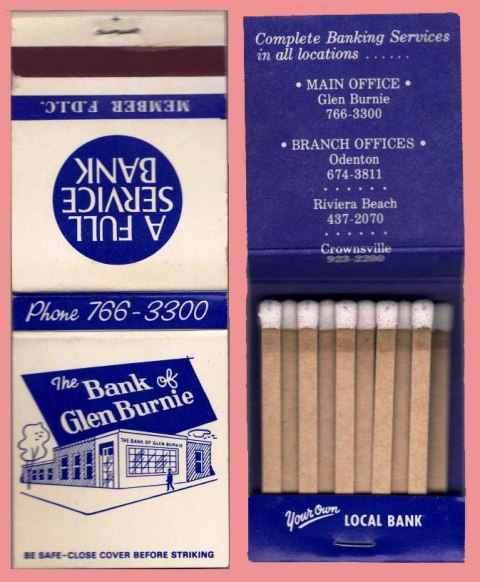 MEMBER F.D.I.C.
A FULL
SERVICE
BANK
Phone 766-3300
The Bank of
Glen Burnie
THE BANK OF GLEN BURNIE
BE SAFE-CLOSE COVER BEFORE STRIKING
Complete Banking Services
in all locations ......
• MAIN OFFICE •
Glen Burnie
766-3300
• BRANCH OFFICES •
Odenton
674-3811
......
Riviera Beach
437-2070
......
Crownsville
923-2200
Your Own LOCAL BANK